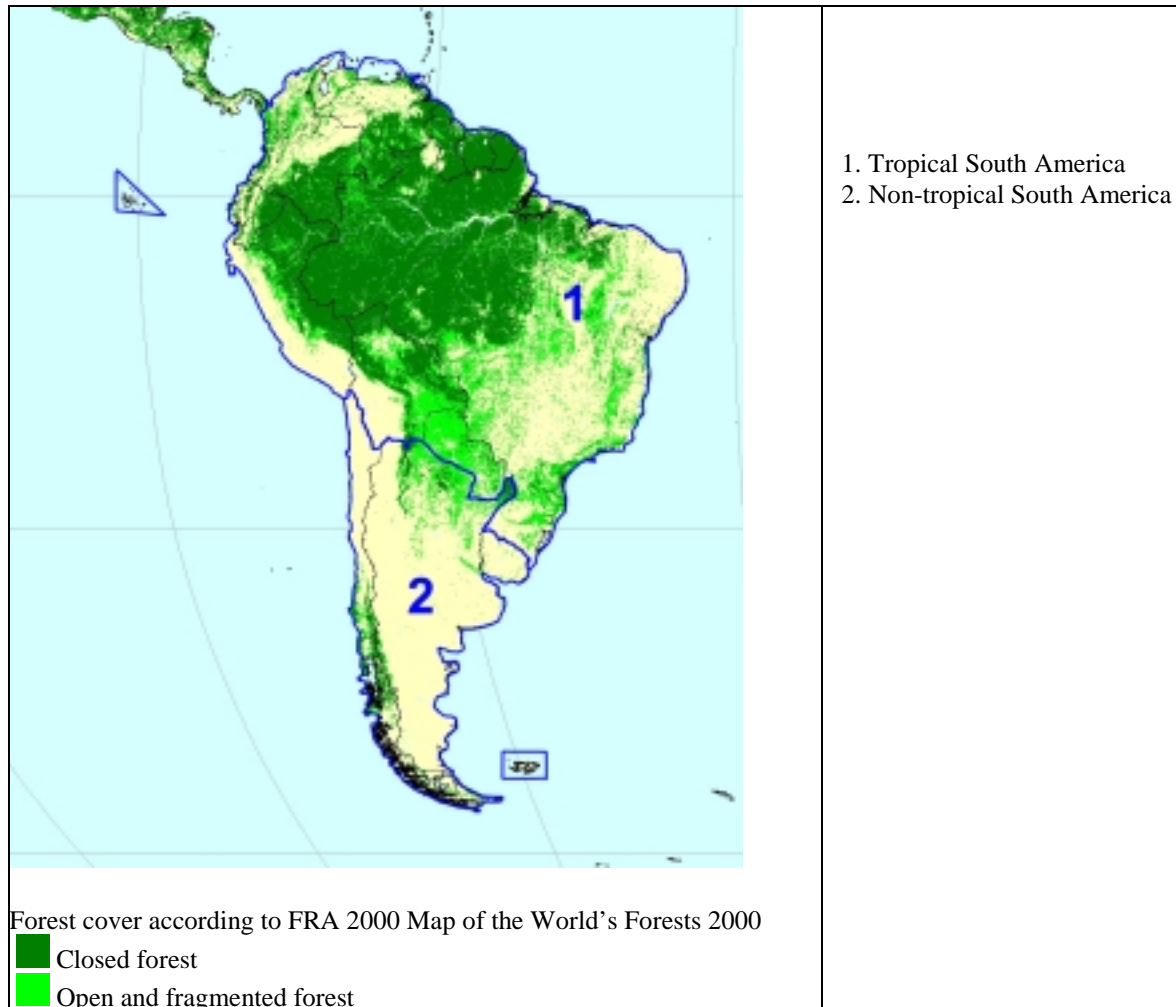 1
2
1. Tropical South America
2. Non-tropical South America
Forest cover according to FRA 2000 Map of the World’s Forests 2000
Closed forest
Open and fragmented forest